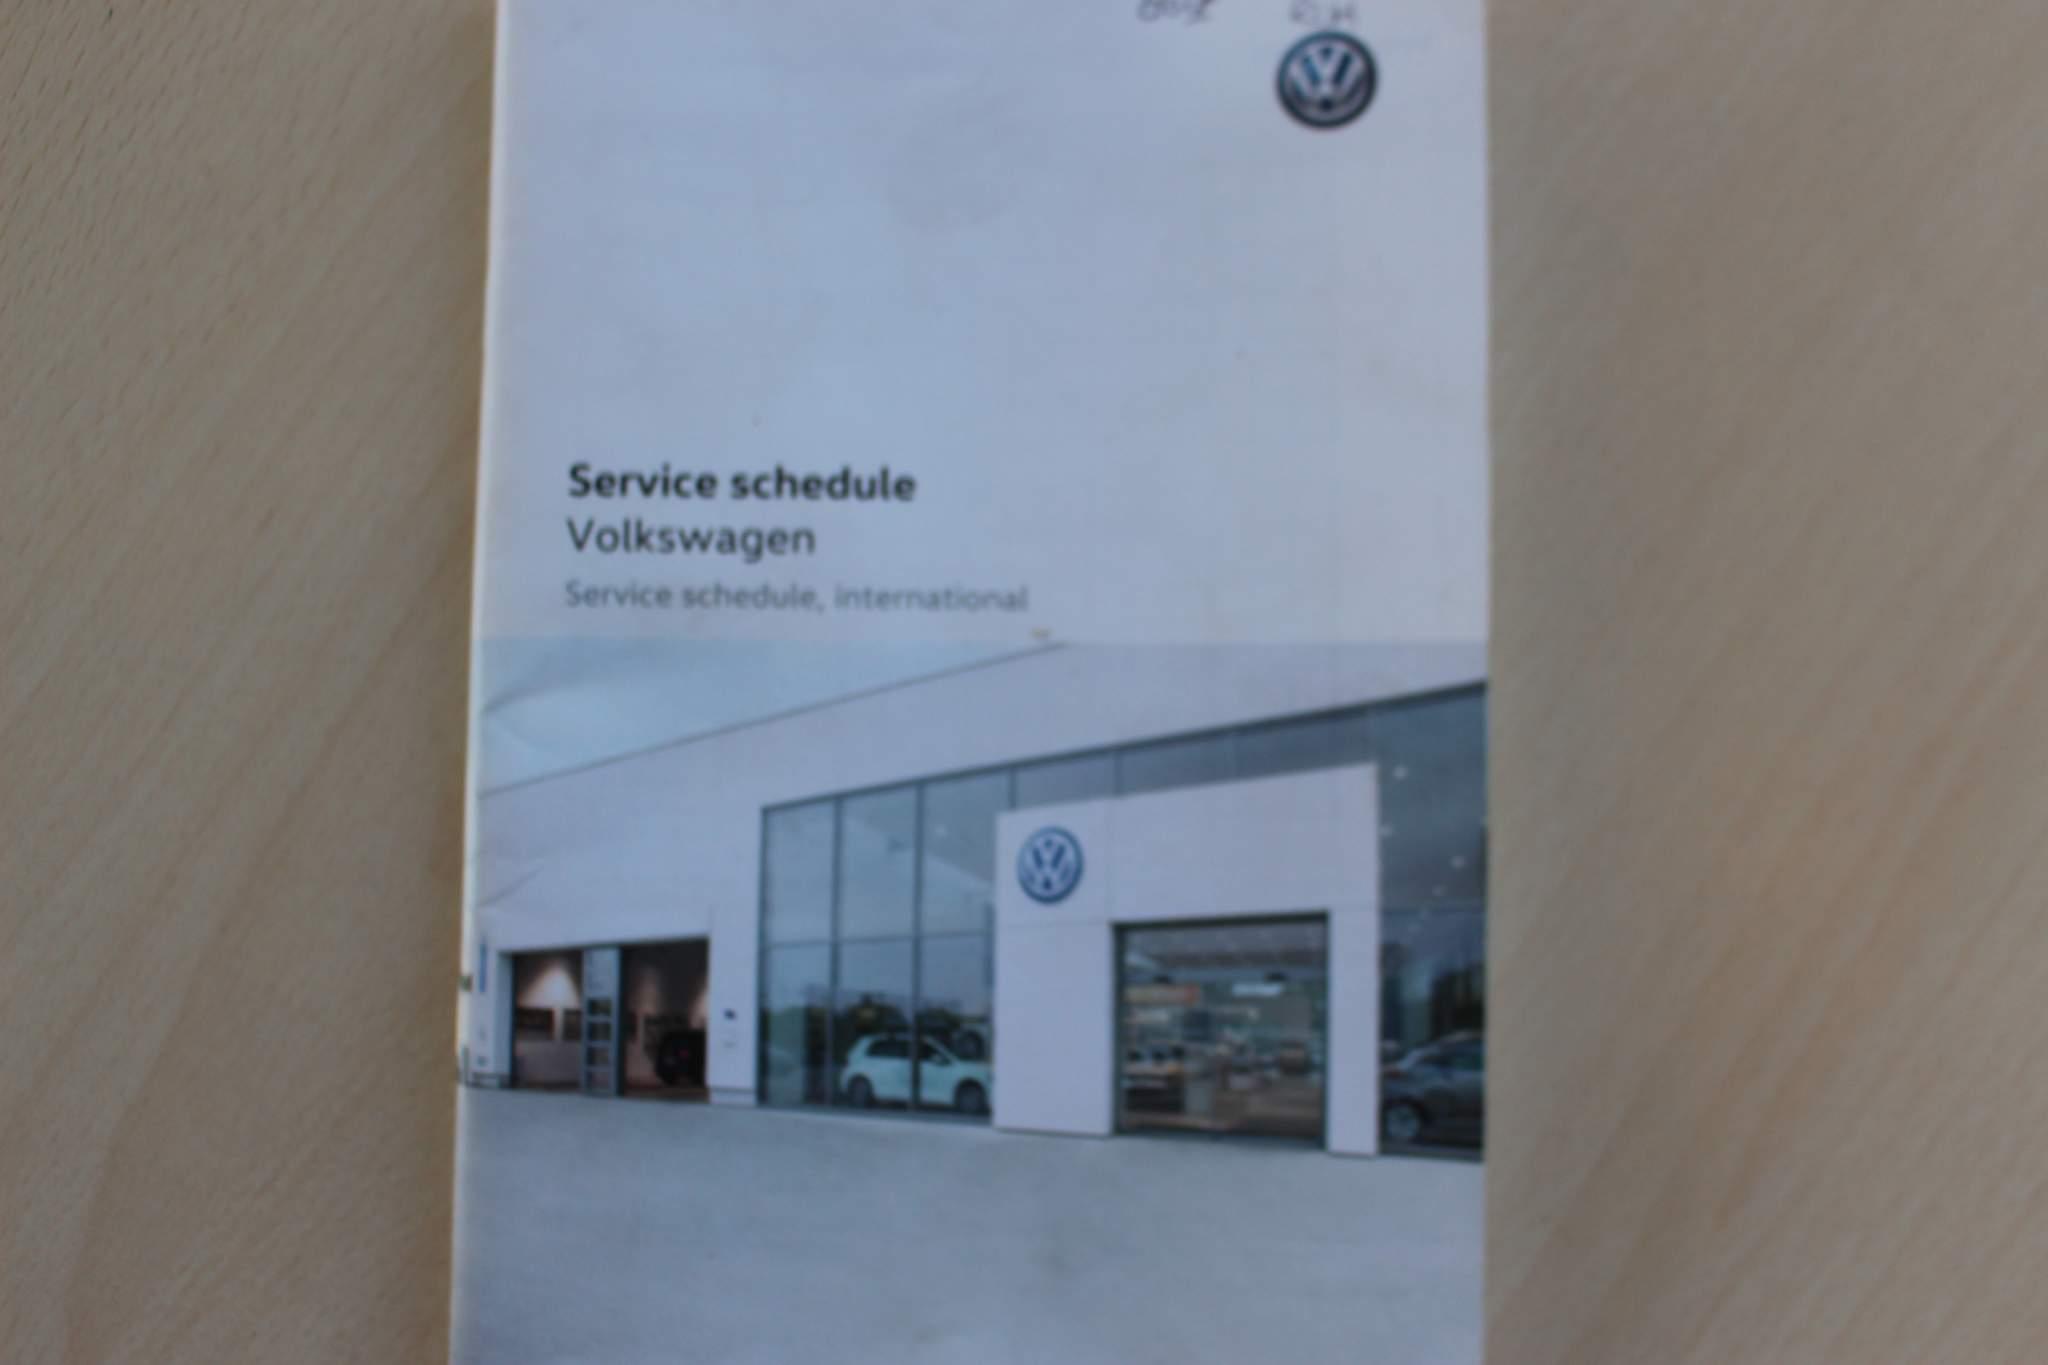 Service schedule
Volkswagen
Service schedule, international